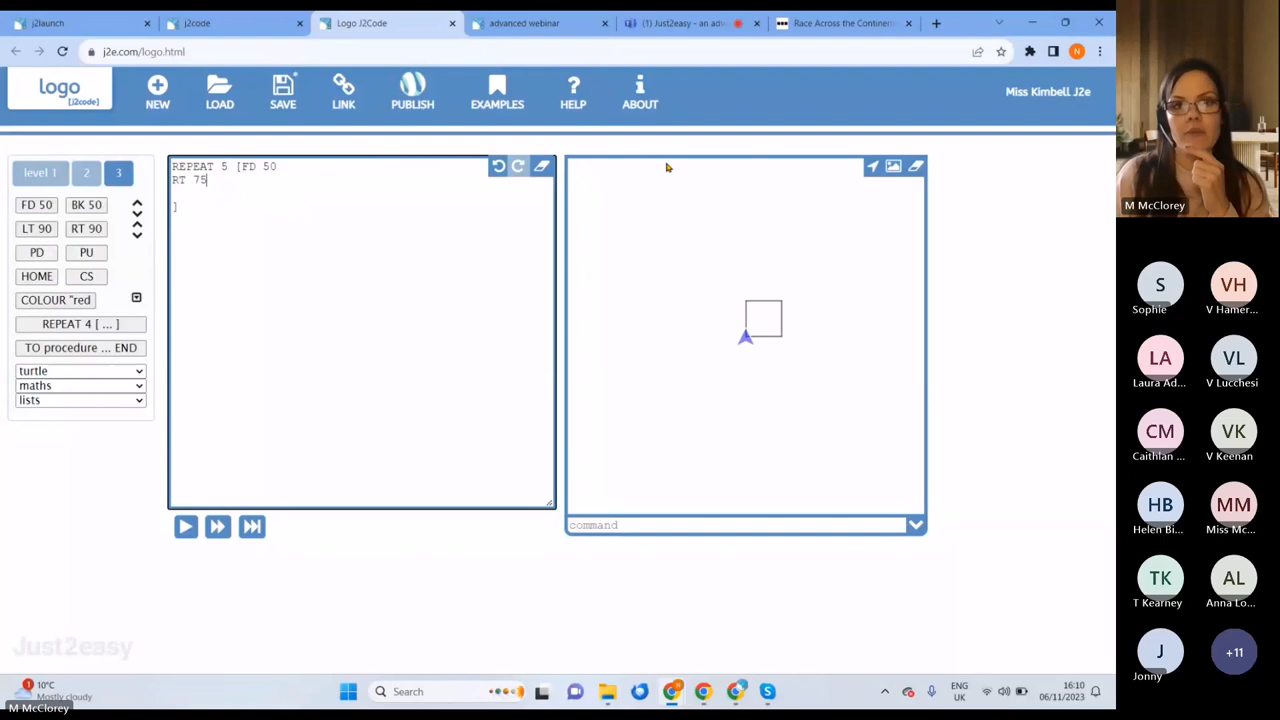 j2launch
j2code
Logo J2Code
advanced webinar
(1) Just2easy - an adv
Race Across the Continen
j2e.com/logo.html
N
logo
[j2code]
NEW
LOAD
SAVE
LINK
PUBLISH
EXAMPLES
HELP
ABOUT
Miss Kimbell J2e
level 1
2
3
FD 50
BK 50
LT 90
RT 90
PD
PU
HOME
CS
COLOUR "red
REPEAT 4 [ ... ]
TO procedure ... END
turtle
maths
lists
REPEAT 5 [FD 50
RT 75
]
command
Just2easy
1
10°C
Mostly cloudy
M McClorey
Search
ENG
UK
16:10
06/11/2023
M McClorey
S
Sophie
VH
V Hamer...
LA
Laura Ad...
VL
V Lucchesi
CM
Caithlan ...
VK
V Keenan
HB
Helen Bi...
MM
Miss Mc...
TK
T Kearney
AL
Anna Lo...
J
Jonny
+11